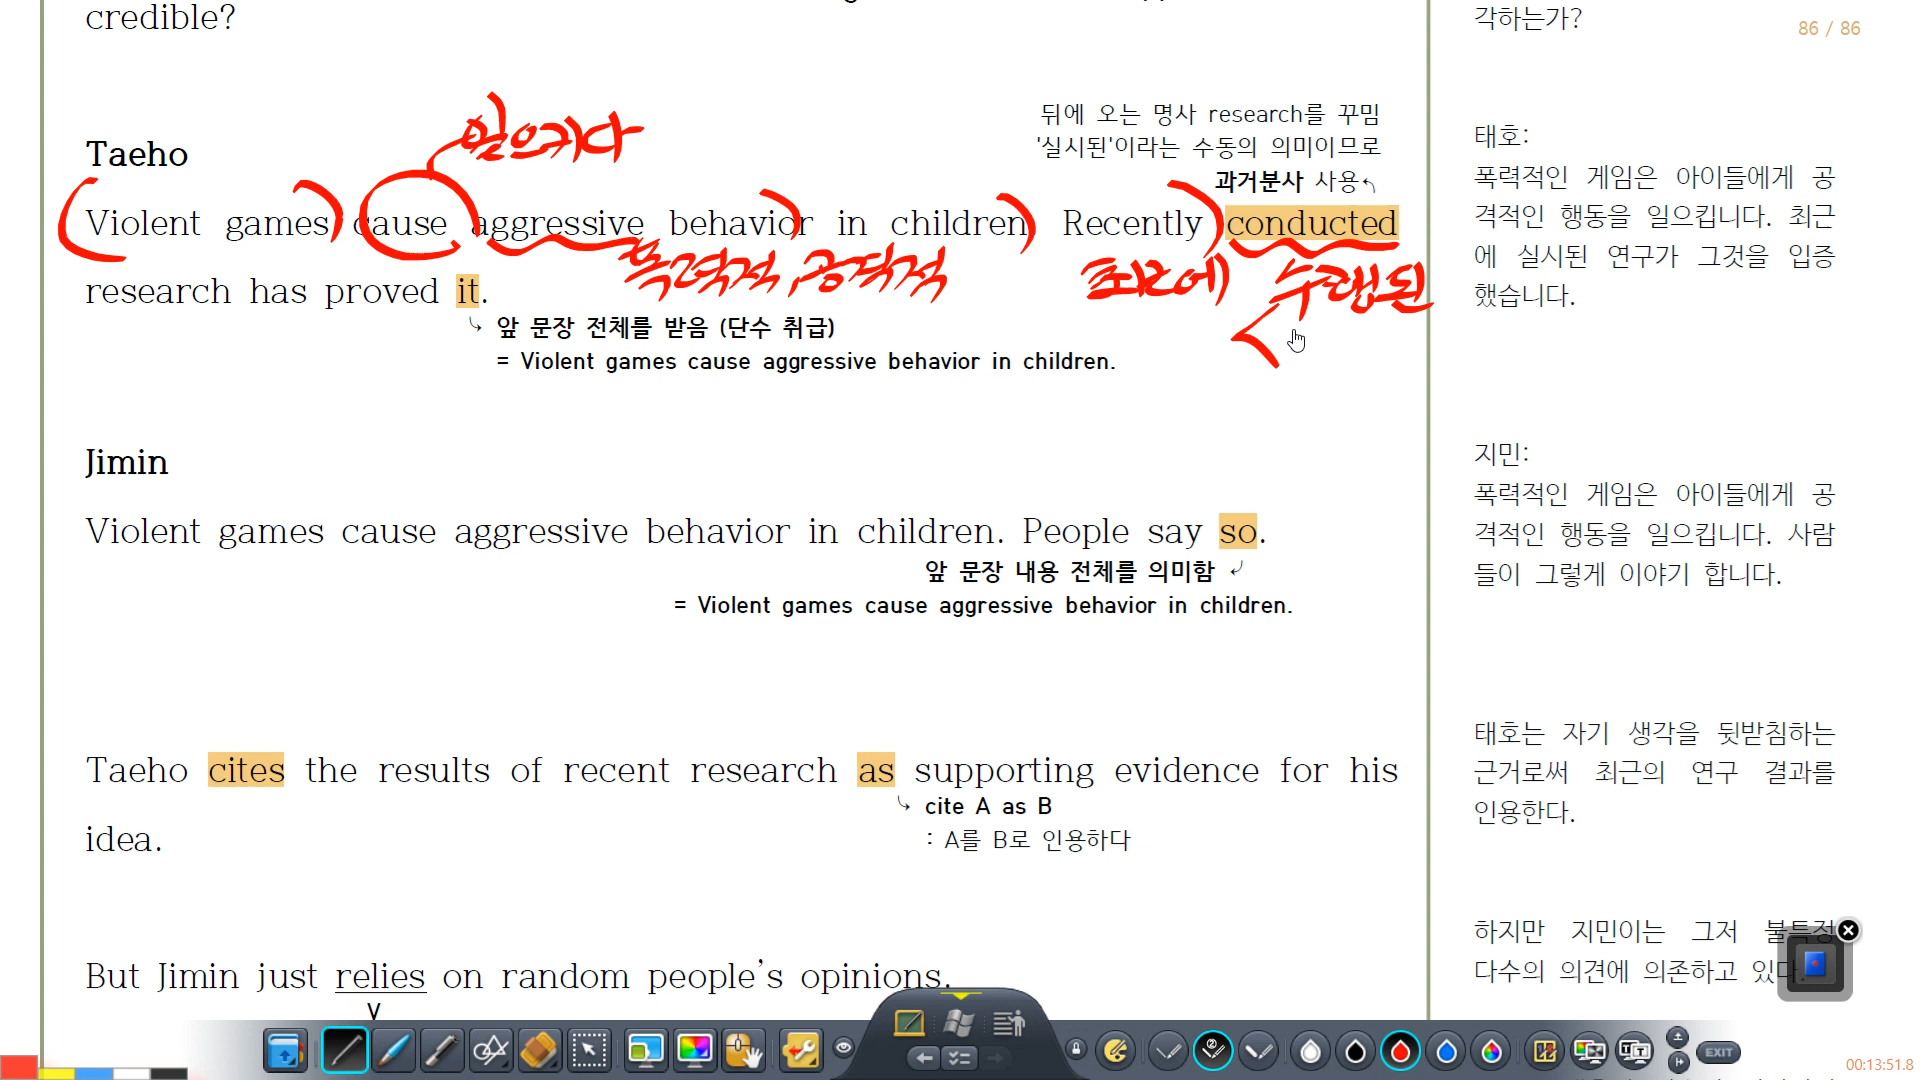 credible?
각하는가?
86 / 86
뒤에 오는 명사 research를 꾸밈
'실시된'이라는 수동의 의미이므로
과거분사 사용
일으키다
Taeho
Violent games cause aggressive behavior in children. Recently conducted
폭력적, 공격적
최근에
수행된
research has proved it.
앞 문장 전체를 받음 (단수 취급)
= Violent games cause aggressive behavior in children.
태호:
폭력적인 게임은 아이들에게 공
격적인 행동을 일으킵니다. 최근
에 실시된 연구가 그것을 입증
했습니다.
Jimin
Violent games cause aggressive behavior in children. People say so.
앞 문장 내용 전체를 의미함
= Violent games cause aggressive behavior in children.
지민:
폭력적인 게임은 아이들에게 공
격적인 행동을 일으킵니다. 사람
들이 그렇게 이야기 합니다.
Taeho cites the results of recent research as supporting evidence for his
cite A as B
: A를 B로 인용하다
idea.
태호는 자기 생각을 뒷받침하는
근거로써 최근의 연구 결과를
인용한다.
But Jimin just relies on random people's opinions.
V
하지만 지민이는 그저 불특정
다수의 의견에 의존하고 있다.
EXIT
00:13:51.8